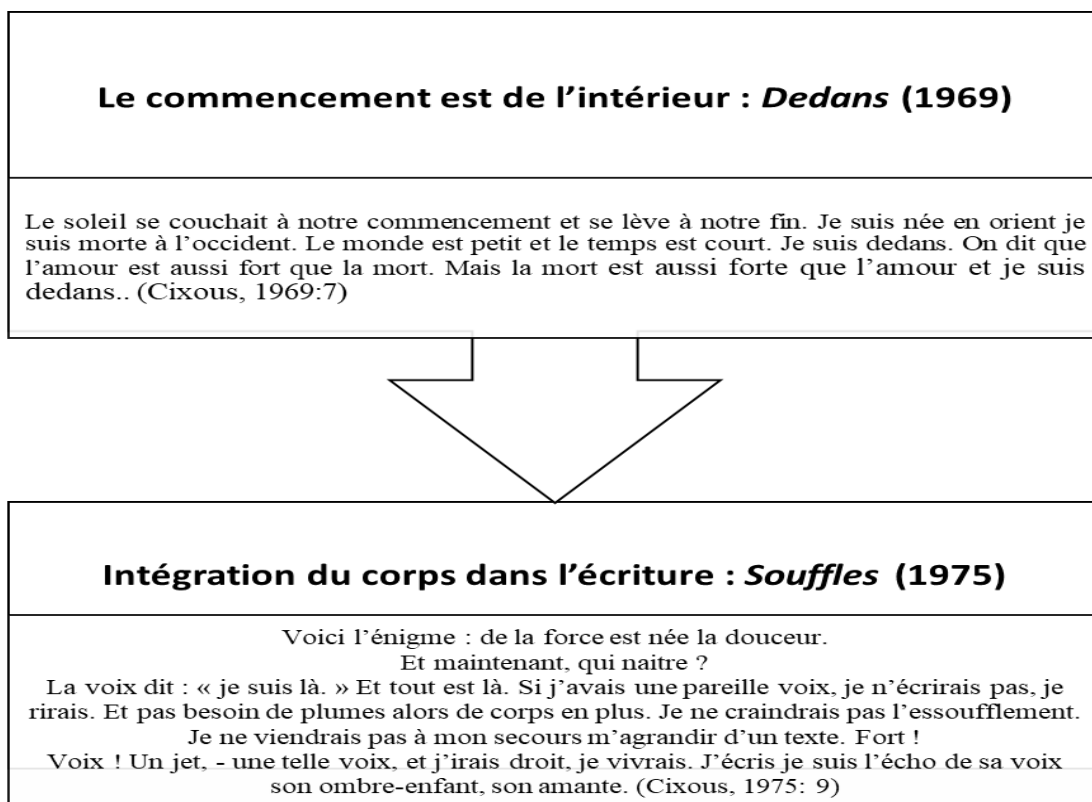 Le commencement est de l’intérieur : Dedans (1969)
Le soleil se couchait à notre commencement et se lève à notre fin. Je suis née en orient je
suis morte à l’occident. Le monde est petit et le temps est court. Je suis dedans. On dit que
l’amour est aussi fort que la mort. Mais la mort est aussi forte que l’amour et je suis
dedans.. (Cixous, 1969:7)
Intégration du corps dans l’écriture : Souffles (1975)
Voici l’énigme : de la force est née la douceur.
Et maintenant, qui naitre ?
La voix dit : « je suis là. » Et tout est là. Si j’avais une pareille voix, je n’écrirais pas, je
rirais. Et pas besoin de plumes alors de corps en plus. Je ne craindrais pas l’essoufflement.
Je ne viendrais pas à mon secours m’agrandir d’un texte. Fort !
Voix ! Un jet, - une telle voix, et j’irais droit, je vivrais. J’écris je suis l’écho de sa voix
son ombre-enfant, son amante. (Cixous, 1975: 9)